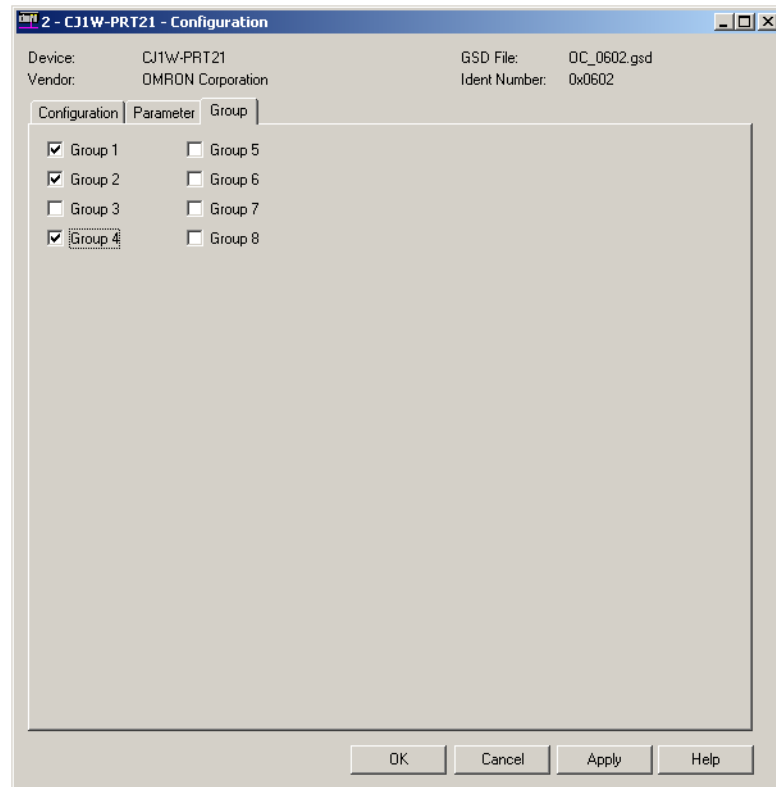 2 - CJ1W-PRT21 - Configuration
Device: CJ1W-PRT21 GSD File: OC_0602.gsd
Vendor: OMRON Corporation Ident Number: 0x0602
Configuration Parameter Group
Group 1 Group 5
Group 2 Group 6
Group 3 Group 7
Group 4 Group 8
OK Cancel Apply Help